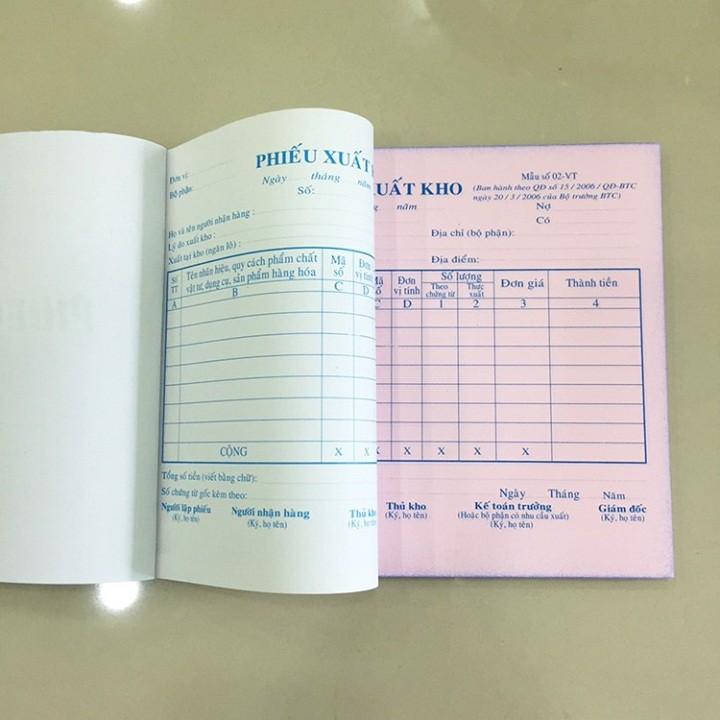 Đơn vị:
Bộ phận:
PHIẾU XUẤT
Ngày tháng năm
Số:
Họ và tên người nhận hàng :
Lý do xuất kho :
Xuất tại kho (ngăn lô) :
Số TT
Tên nhãn hiệu, quy cách phẩm chất vật tư, dụng cụ, sản phẩm hàng hóa
Mã số
Đơn vị tính
A B C D
CỘNG X X
Tổng số tiền (viết bằng chữ):
Số chứng từ gốc kèm theo:
Người lập phiếu
(Ký, họ tên)
Người nhận hàng
(Ký, họ tên)
Thủ kho
(Ký, họ tên)
UẤT KHO
năm
Mẫu số 02-VT
(Ban hành theo QĐ số 15 / 2006 / QĐ-BTC
ngày 20 / 3 / 2006 của Bộ trưởng BTC)
Nợ
Có
Địa chỉ (bộ phận):
Địa điểm:
Mã số
Đơn vị tính
Số lượng
Theo chứng từ
Thực xuất
Đơn giá
Thành tiền
C D 1 2 3 4
X X X X X
Ngày Tháng Năm
Thủ kho
(Ký, họ tên)
Kế toán trưởng
(Hoặc bộ phận có nhu cầu xuất)
(Ký, họ tên)
Giám đốc
(Ký, họ tên)